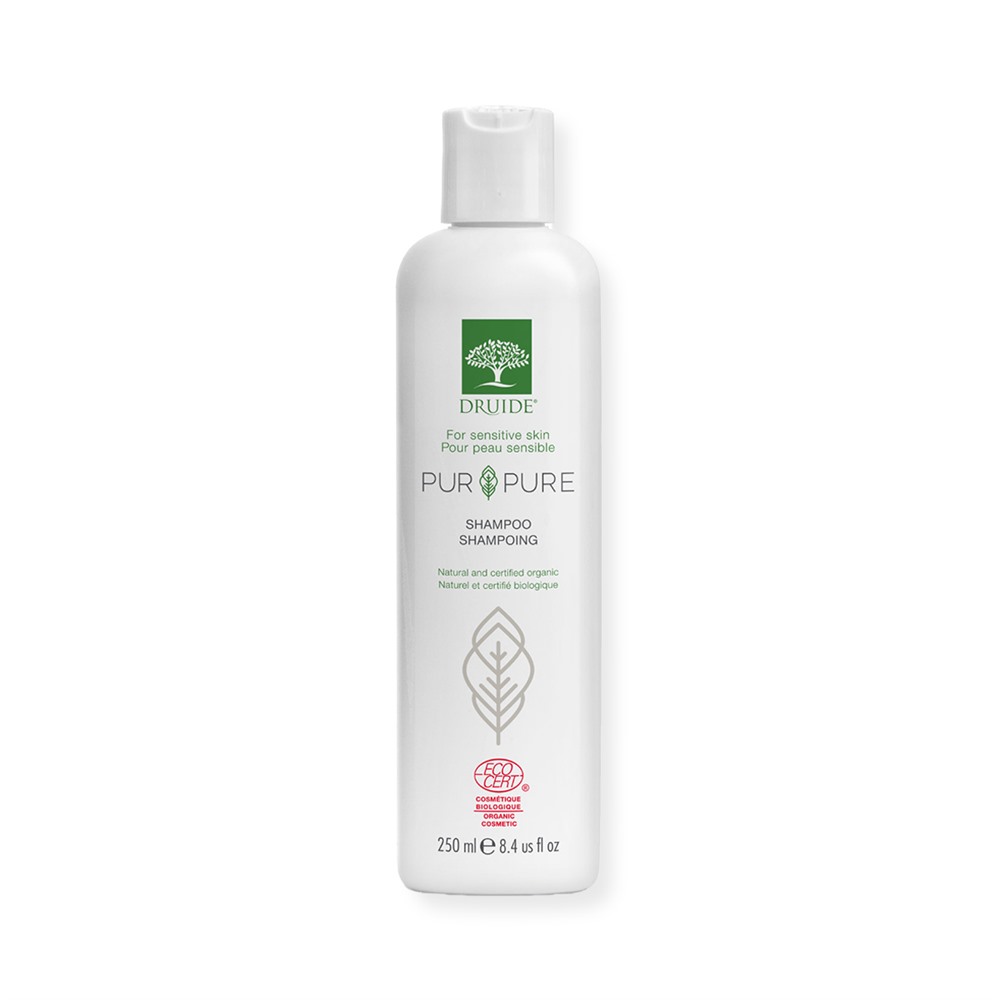 DRUIDE®
For sensitive skin
Pour peau sensible
PUR PURE
SHAMPOO
SHAMPOING
Natural and certified organic
Naturel et certifié biologique
ECO
CERT®
COSMÉTIQUE
BIOLOGIQUE
ORGANIC
COSMETIC
250 ml ℮ 8.4 us fl oz